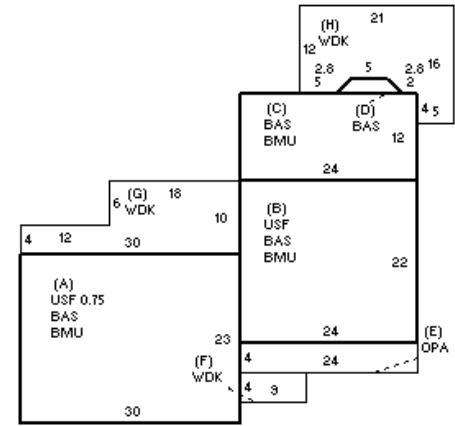 21
(H)
WDK
12
2.8 5 2.8 16
5 2
(C) (D)
BAS BAS
BMU
12
4 5
24
6 (G) 18
WDK
10
4 12
30
(B)
USF
BAS
BMU
22
(A)
USF 0.75
BAS
BMU
23
24
(E)
OPA
4 24
(F)
WDK
4 9
30